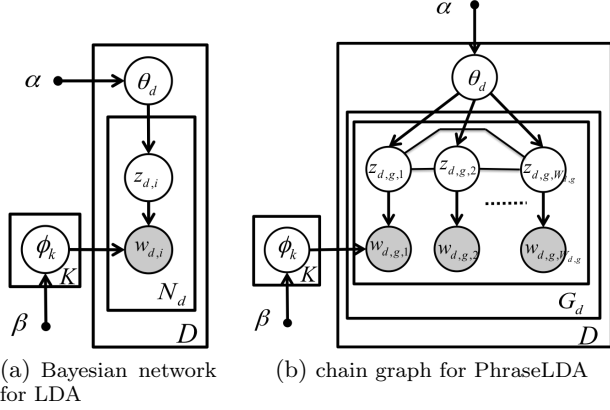 α
θ_d
z_{d,i}
ϕ_k
w_{d,i}
K
N_d
β
D
(a) Bayesian network
for LDA
α
θ_d
z_{d,g,1}
z_{d,g,2}
z_{d,g,W_{d,g}}
ϕ_k
w_{d,g,1}
w_{d,g,2}
w_{d,g,W_{d,g}}
K
G_d
β
D
(b) chain graph for PhraseLDA